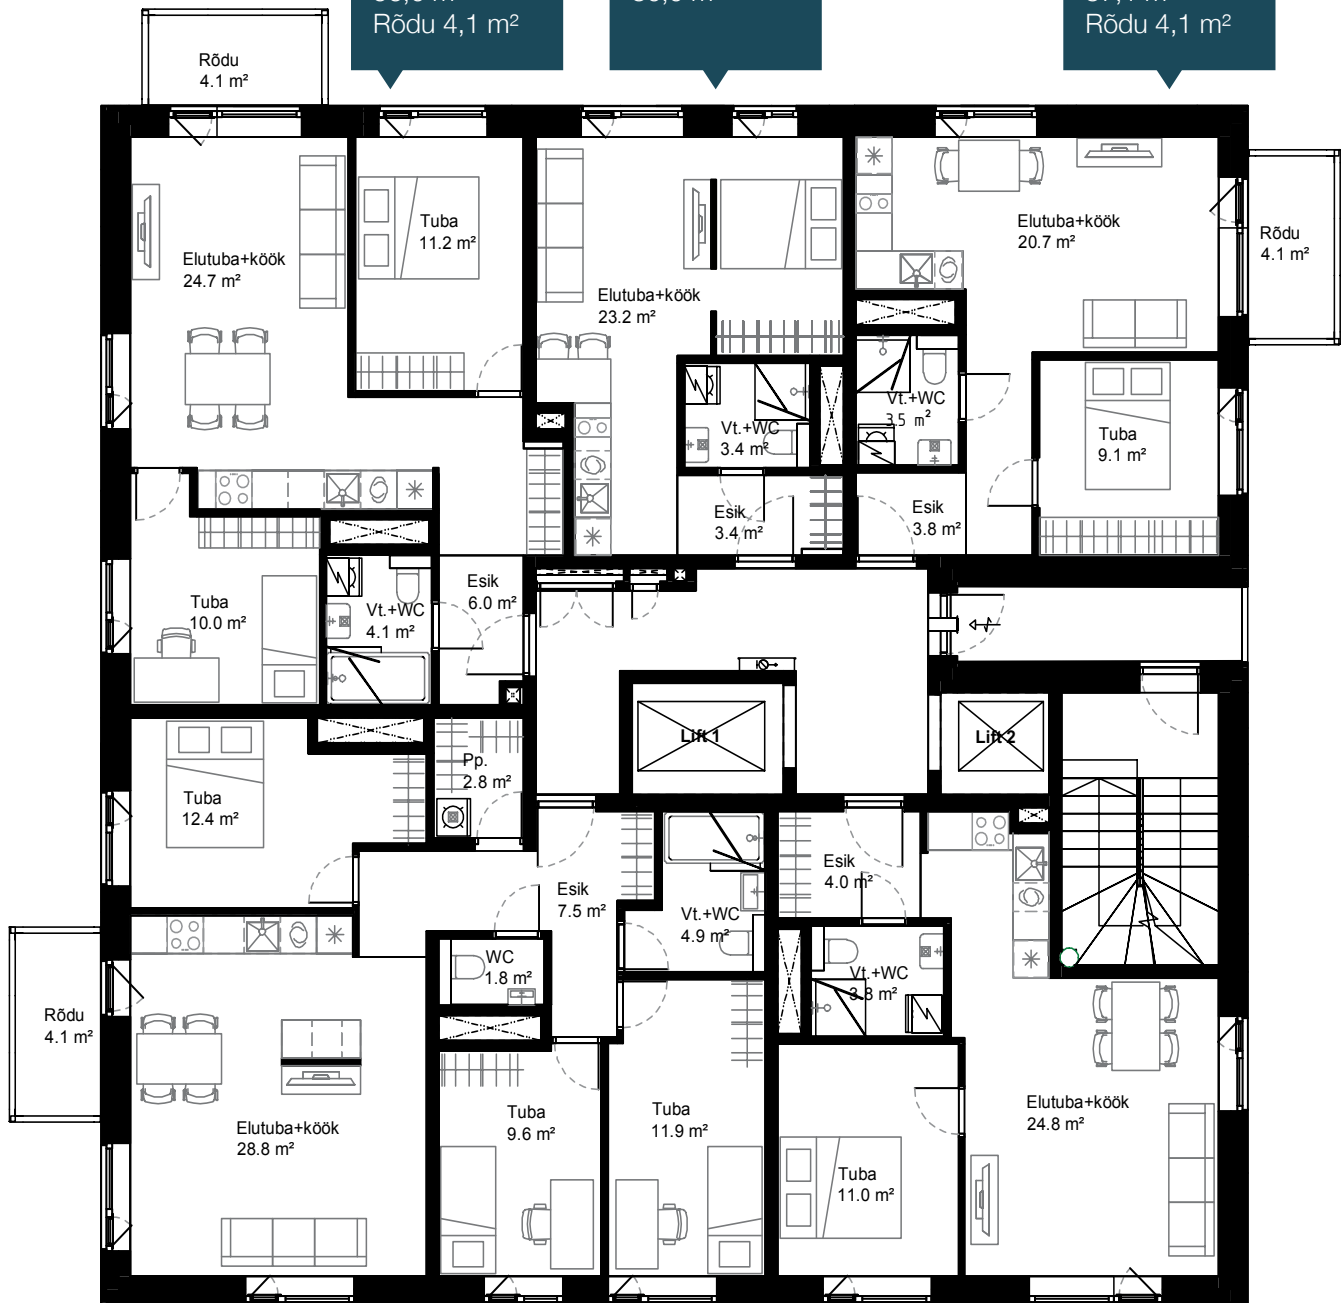 Rõdu 4,1 m²
Rõdu 4,1 m²
Rõdu
4.1 m²
Tuba
11.2 m²
Elutuba+köök
24.7 m²
Elutuba+köök
23.2 m²
Elutuba+köök
20.7 m²
Rõdu
4.1 m²
Vt.+WC
3.4 m²
Vt.+WC
3.5 m²
Tuba
9.1 m²
Esik
3.4 m²
Esik
3.8 m²
Tuba
10.0 m²
Vt.+WC
4.1 m²
Esik
6.0 m²
Lift 1
Lift 2
Pp.
2.8 m²
Tuba
12.4 m²
Esik
7.5 m²
Esik
4.0 m²
Vt.+WC
4.9 m²
WC
1.8 m²
Vt.+WC
3.8 m²
Rõdu
4.1 m²
Elutuba+köök
28.8 m²
Tuba
9.6 m²
Tuba
11.9 m²
Elutuba+köök
24.8 m²
Tuba
11.0 m²